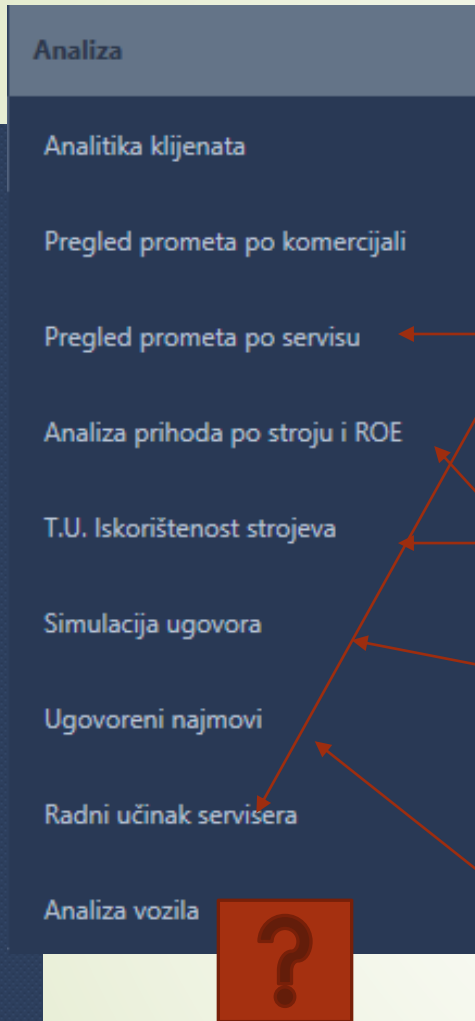 Analiza
Analitika klijenata
Pregled prometa po komercijali
Pregled prometa po servisu
Analiza prihoda po stroju i ROE
T.U. Iskorištenost strojeva
Simulacija ugovora
Ugovoreni najmovi
Radni učinak servisera
Analiza vozila
?